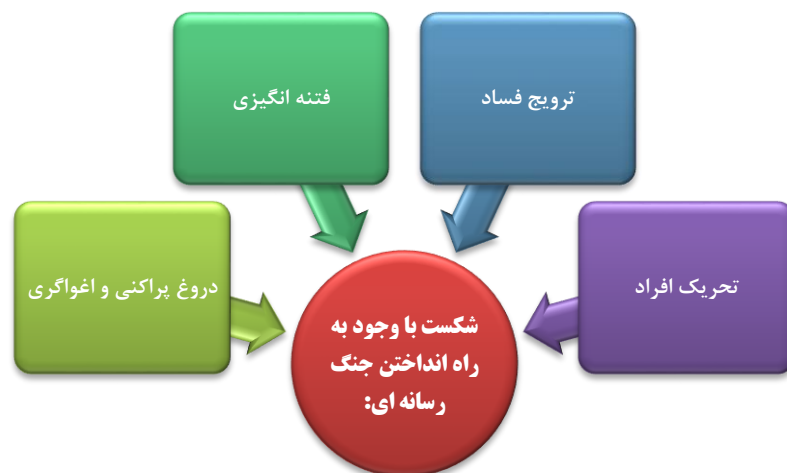 فتنه انگیزی
ترویج فساد
دروغ پراکنی و اغواگری
تحریک افراد
شکست با وجود به
راه انداختن جنگ
رسانه ای: